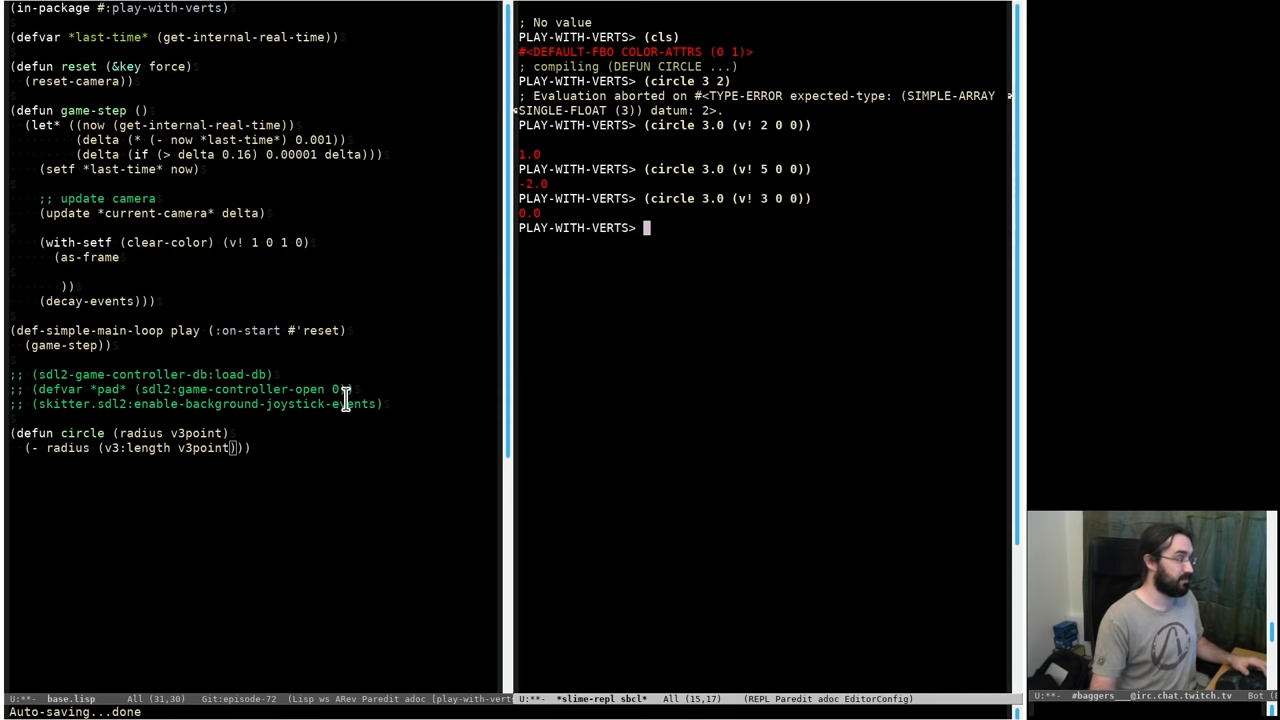 (in-package #:play-with-verts)
(defvar *last-time* (get-internal-real-time))
(defun reset (&key force)
(reset-camera))
(defun game-step ()
(let* ((now (get-internal-real-time))
(delta (* (- now *last-time*) 0.001))
(delta (if (> delta 0.16) 0.00001 delta)))
(setf *last-time* now)
;; update camera
(update *current-camera* delta)
(with-setf (clear-color) (v! 1 0 1 0)
(as-frame
))
(decay-events)))
(def-simple-main-loop play (:on-start #'reset)
(game-step))
;; (sdl2-game-controller-db:load-db)
;; (defvar *pad* (sdl2:game-controller-open 0))
;; (skitter.sdl2:enable-background-joystick-events)
(defun circle (radius v3point)
(- radius (v3:length v3point)))
U:**- base.lisp All (31,30) Git:episode-72 (Lisp ws ARev Paredit adoc [play-with-vert
Auto-saving...done
; No value
PLAY-WITH-VERTS> (cls)
#<DEFAULT-FBO COLOR-ATTRS (0 1)>
; compiling (DEFUN CIRCLE ...)
PLAY-WITH-VERTS> (circle 3 2)
; Evaluation aborted on #<TYPE-ERROR expected-type: (SIMPLE-ARRAY
SINGLE-FLOAT (3)) datum: 2>.
PLAY-WITH-VERTS> (circle 3.0 (v! 2 0 0))
1.0
PLAY-WITH-VERTS> (circle 3.0 (v! 5 0 0))
-2.0
PLAY-WITH-VERTS> (circle 3.0 (v! 3 0 0))
0.0
PLAY-WITH-VERTS>
U:**- *slime-repl sbcl* All (15,17) (REPL Paredit adoc EditorConfig)
U:**- #baggers___@irc.chat.twitch.tv Bot (